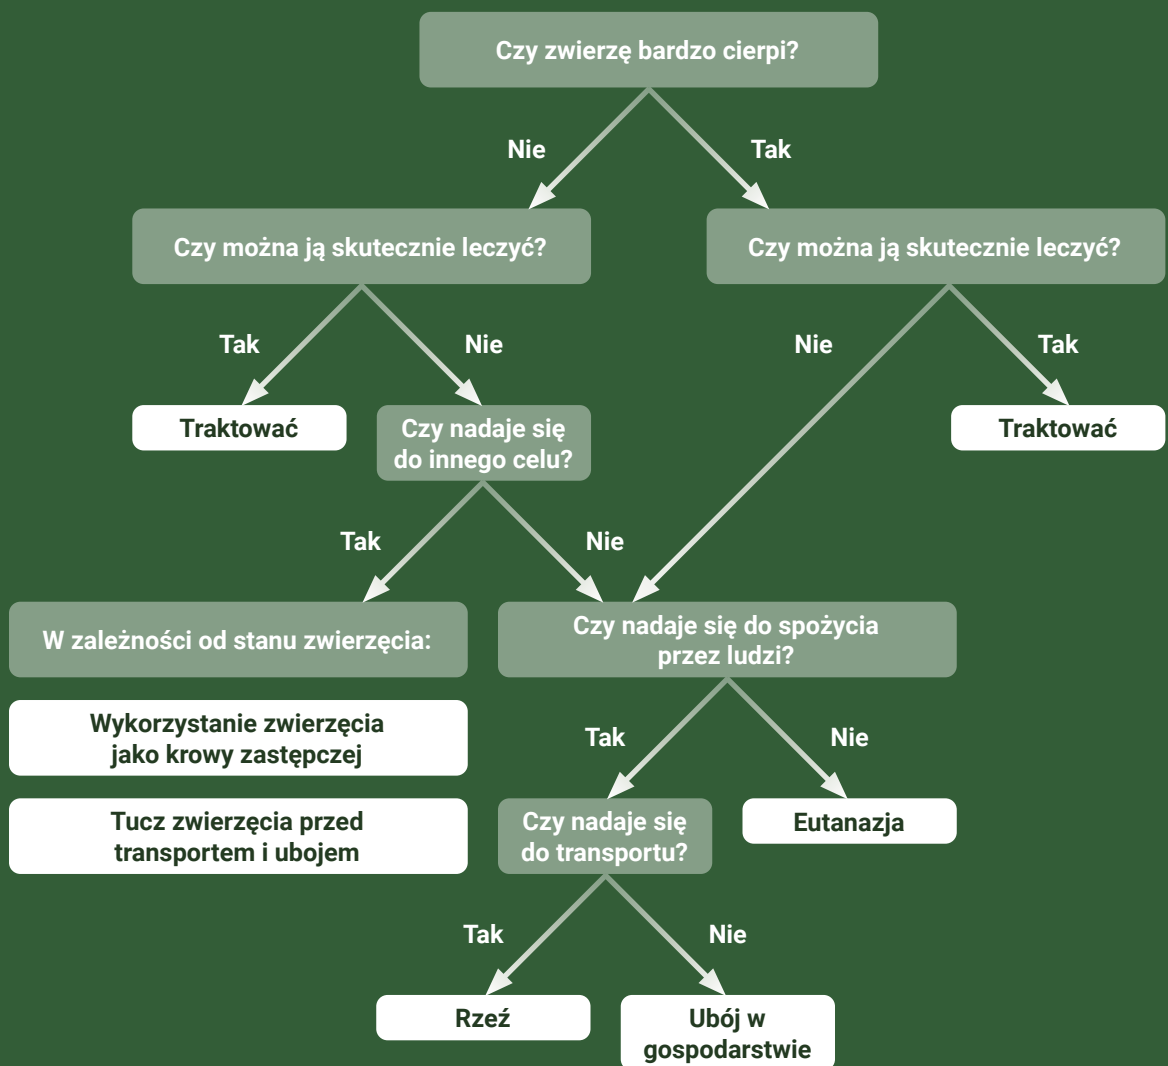 Czy zwierzę bardzo cierpi?
Nie
Tak
Czy można ją skutecznie leczyć?
Czy można ją skutecznie leczyć?
Tak
Nie
Nie
Tak
Traktować
Czy nadaje się
do innego celu?
Traktować
Tak
Nie
W zależności od stanu zwierzęcia:
Czy nadaje się do spożycia
przez ludzi?
Wykorzystanie zwierzęcia
jako krowy zastępczej
Tak
Nie
Tucz zwierzęcia przed
transportem i ubojem
Czy nadaje się
do transportu?
Eutanazja
Tak
Nie
Rzeź
Ubój w
gospodarstwie